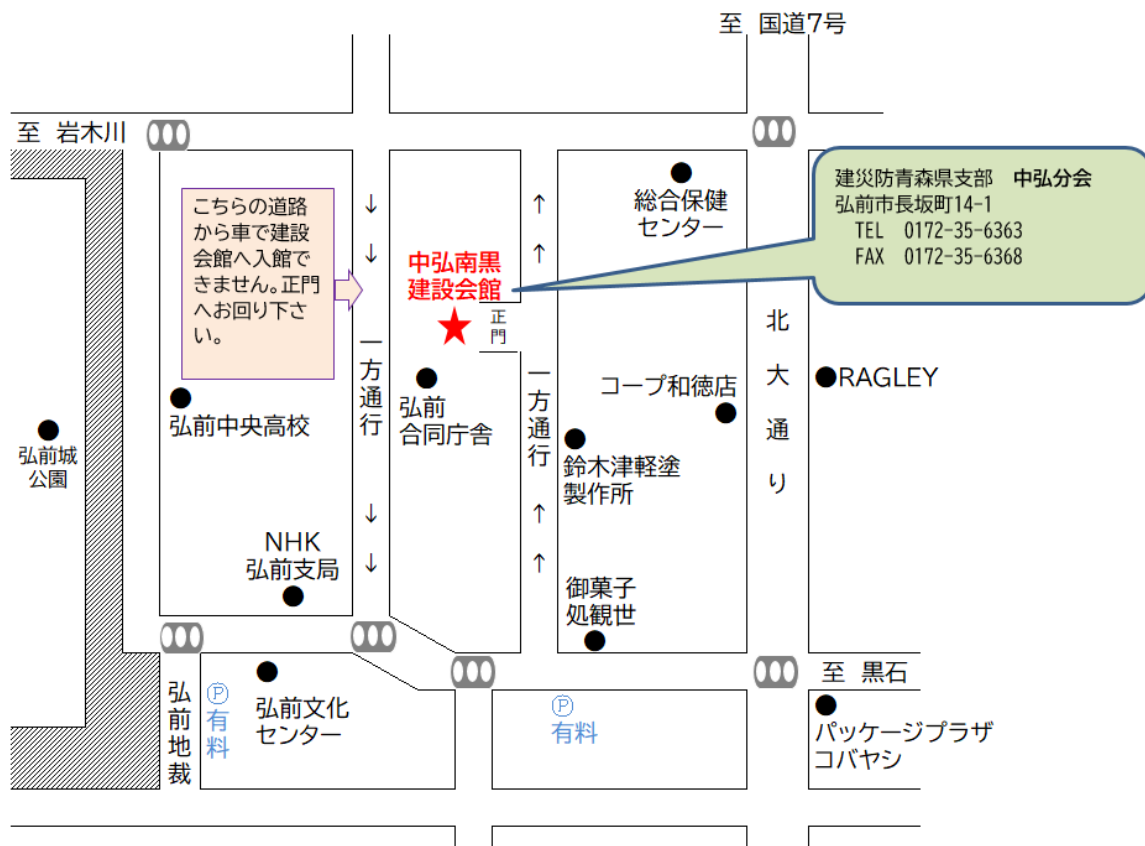 至 国道7号
至 岩木川
建災防青森県支部 中弘分会
弘前市長坂町14-1
TEL 0172-35-6363
FAX 0172-35-6368
総合保健
センター
こちらの道路
から車で建設
会館へ入館で
きません。正門
へお回り下さ
い。
↓
↓
↑
↑
中弘南黒
建設会館
正門
一方通行
一方通行
北大通り
RAGLEY
コープ和徳店
弘前中央高校
弘前
合同庁舎
弘前城
公園
鈴木津軽塗
製作所
↓
↓
↑
↑
NHK
弘前支局
御菓子
処観世
至 黒石
弘前地裁
Ⓟ
有料
弘前文化
センター
Ⓟ
有料
パッケージプラザ
コバヤシ